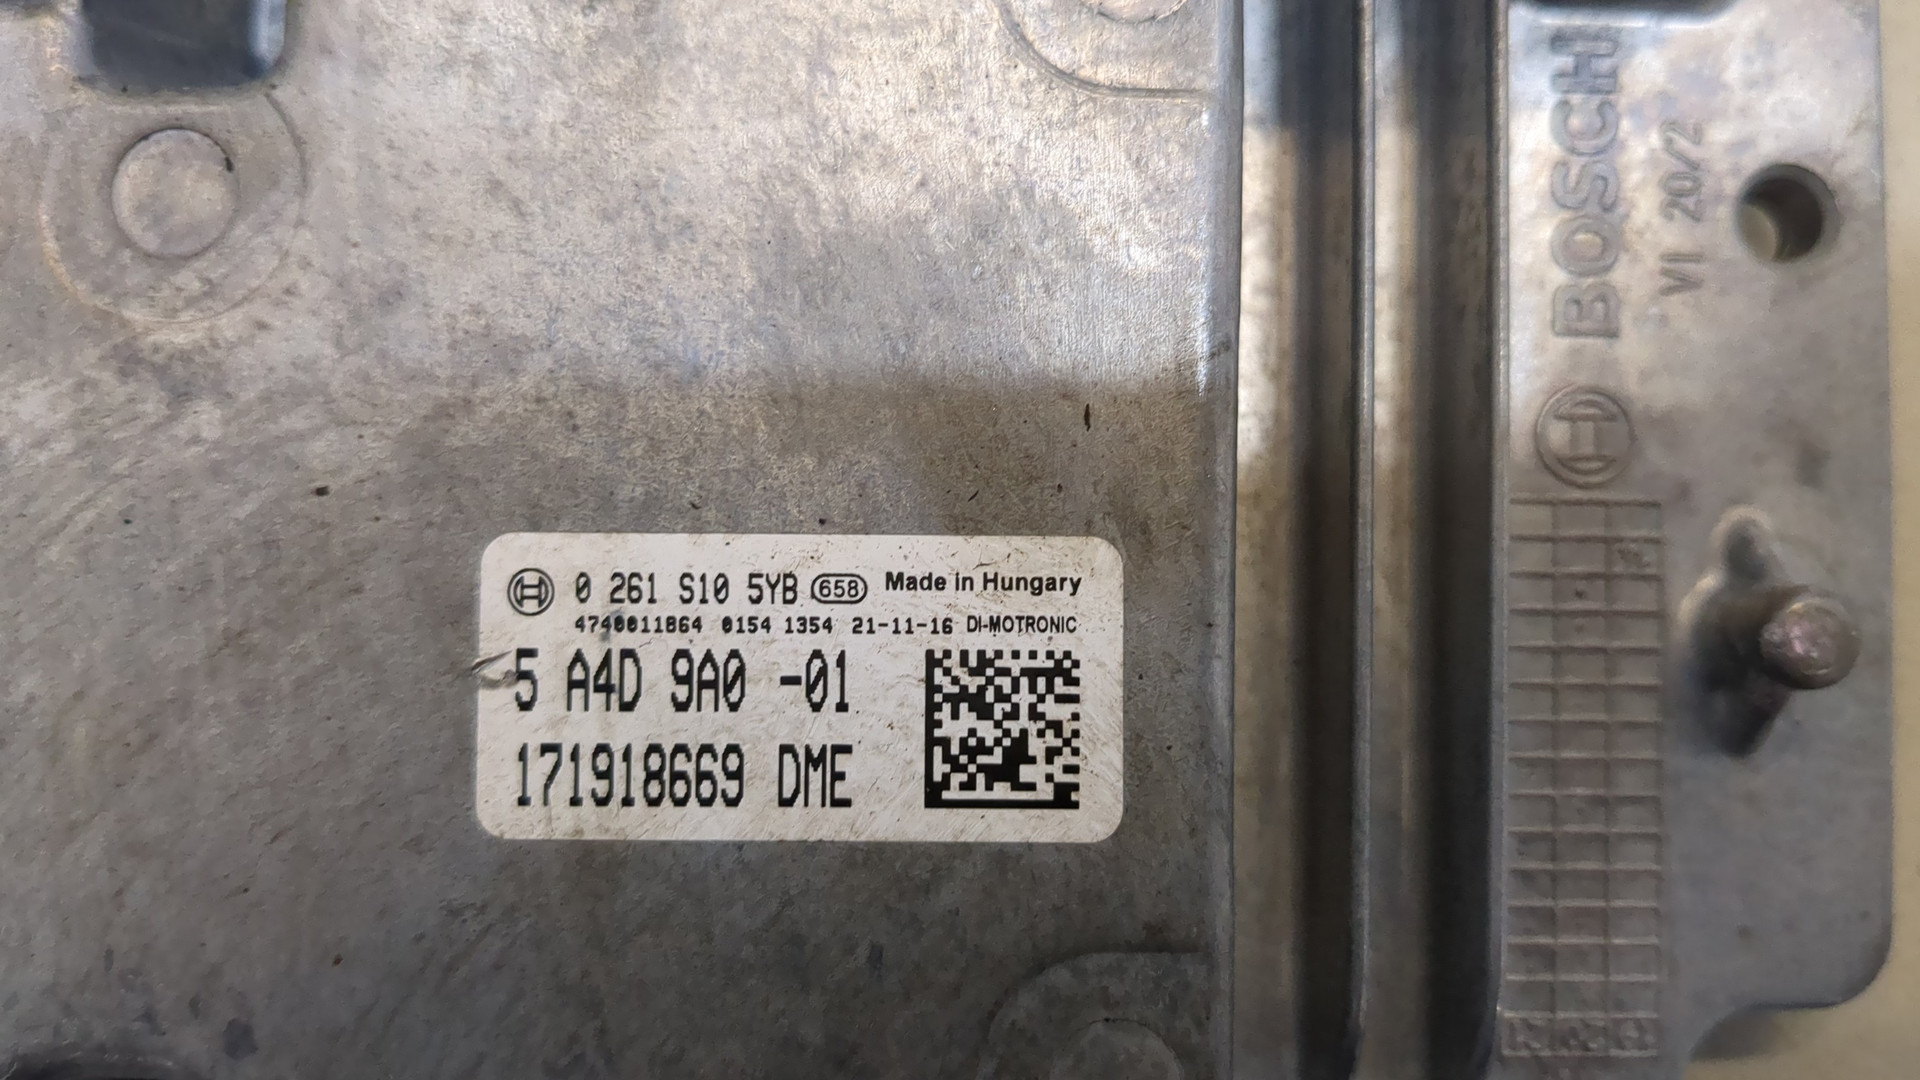 0 261 S10 5YB 658 Made in Hungary
4740011864 0154 1354 21-11-16 DI-MOTRONIC
5 A4D 9A0 -01
171918669 DME
BOSCH
VI 20/2